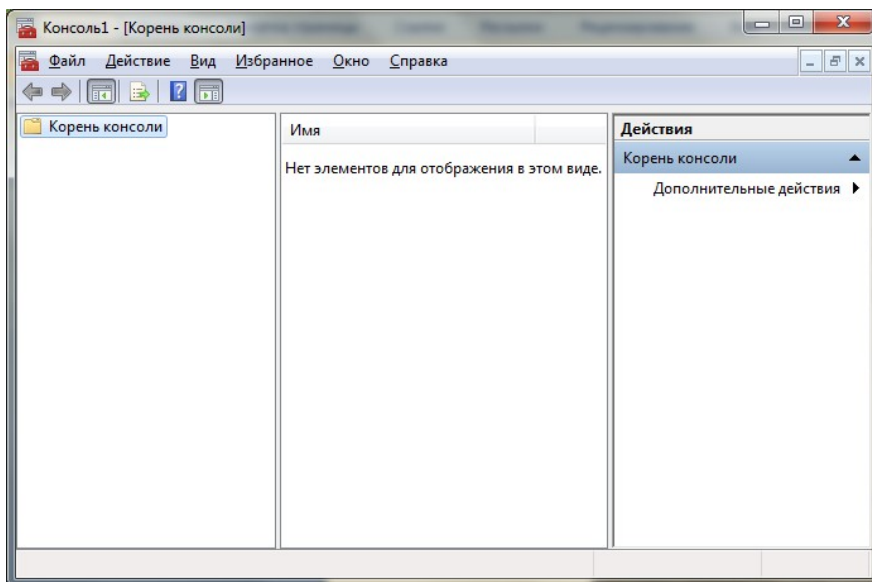 Консоль1 - [Корень консоли]
Файл Действие Вид Избранное Окно Справка
Корень консоли
Имя
Нет элементов для отображения в этом виде.
Действия
Корень консоли
Дополнительные действия